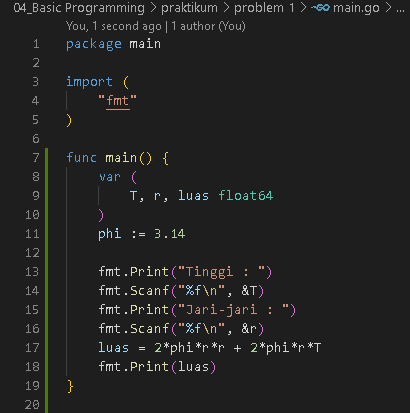 04_Basic Programming > praktikum > problem 1 > main.go > ...
You, 1 second ago | 1 author (You)
1 package main
2
3 import (
4     "fmt"
5 )
6
7 func main() {
8     var (
9         T, r, luas float64
10     )
11     phi := 3.14
12
13     fmt.Print("Tinggi : ")
14     fmt.Scanf("%f\n", &T)
15     fmt.Print("Jari-jari : ")
16     fmt.Scanf("%f\n", &r)
17     luas = 2*phi*r*r + 2*phi*r*T
18     fmt.Print(luas)
19 }
20